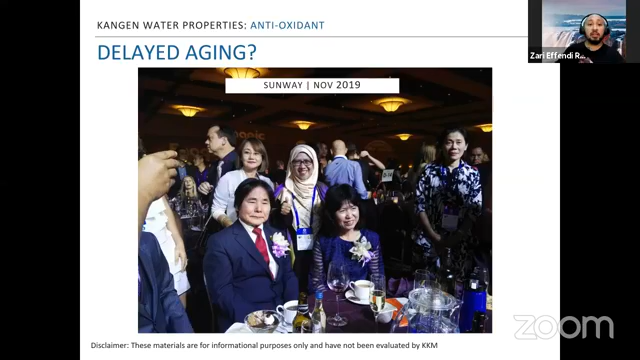 KANGEN WATER PROPERTIES: ANTI-OXIDANT
DELAYED AGING?
SUNWAY | NOV 2019
Zari Effendi R...
Disclaimer: These materials are for informational purposes only and have not been evaluated by KKM
zoom